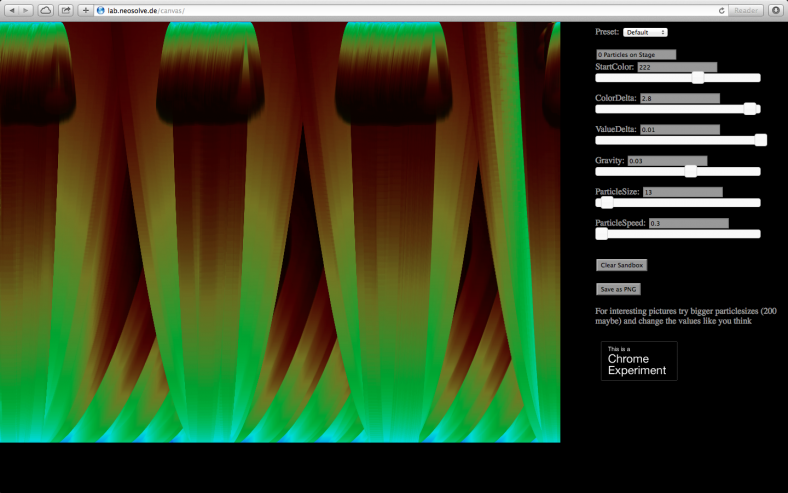 lab.neosolve.de/canvas/
Reader
Preset: Default
0 Particles on Stage
StartColor: 222
ColorDelta: 2.8
ValueDelta: 0.01
Gravity: 0.03
ParticleSize: 13
ParticleSpeed: 0.3
Clear Sandbox
Save as PNG
For interesting pictures try bigger particlesizes (200
maybe) and change the values like you think
This is a
Chrome
Experiment